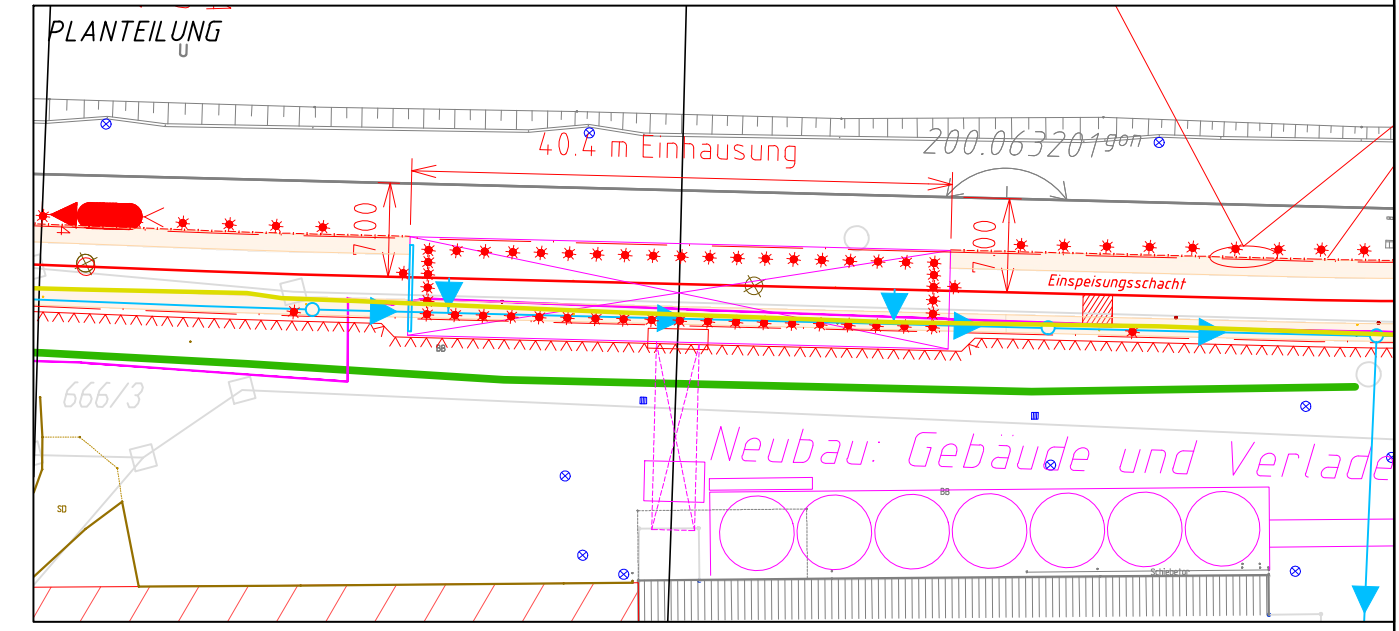 PLANTEILUNG
U
40.4 m Einhausung
200.063201gon
7.00
7.00
Einspeisungsschacht
BB
666/3
Neubau: Gebäude und Verlade
BB
SD
Schiebetor